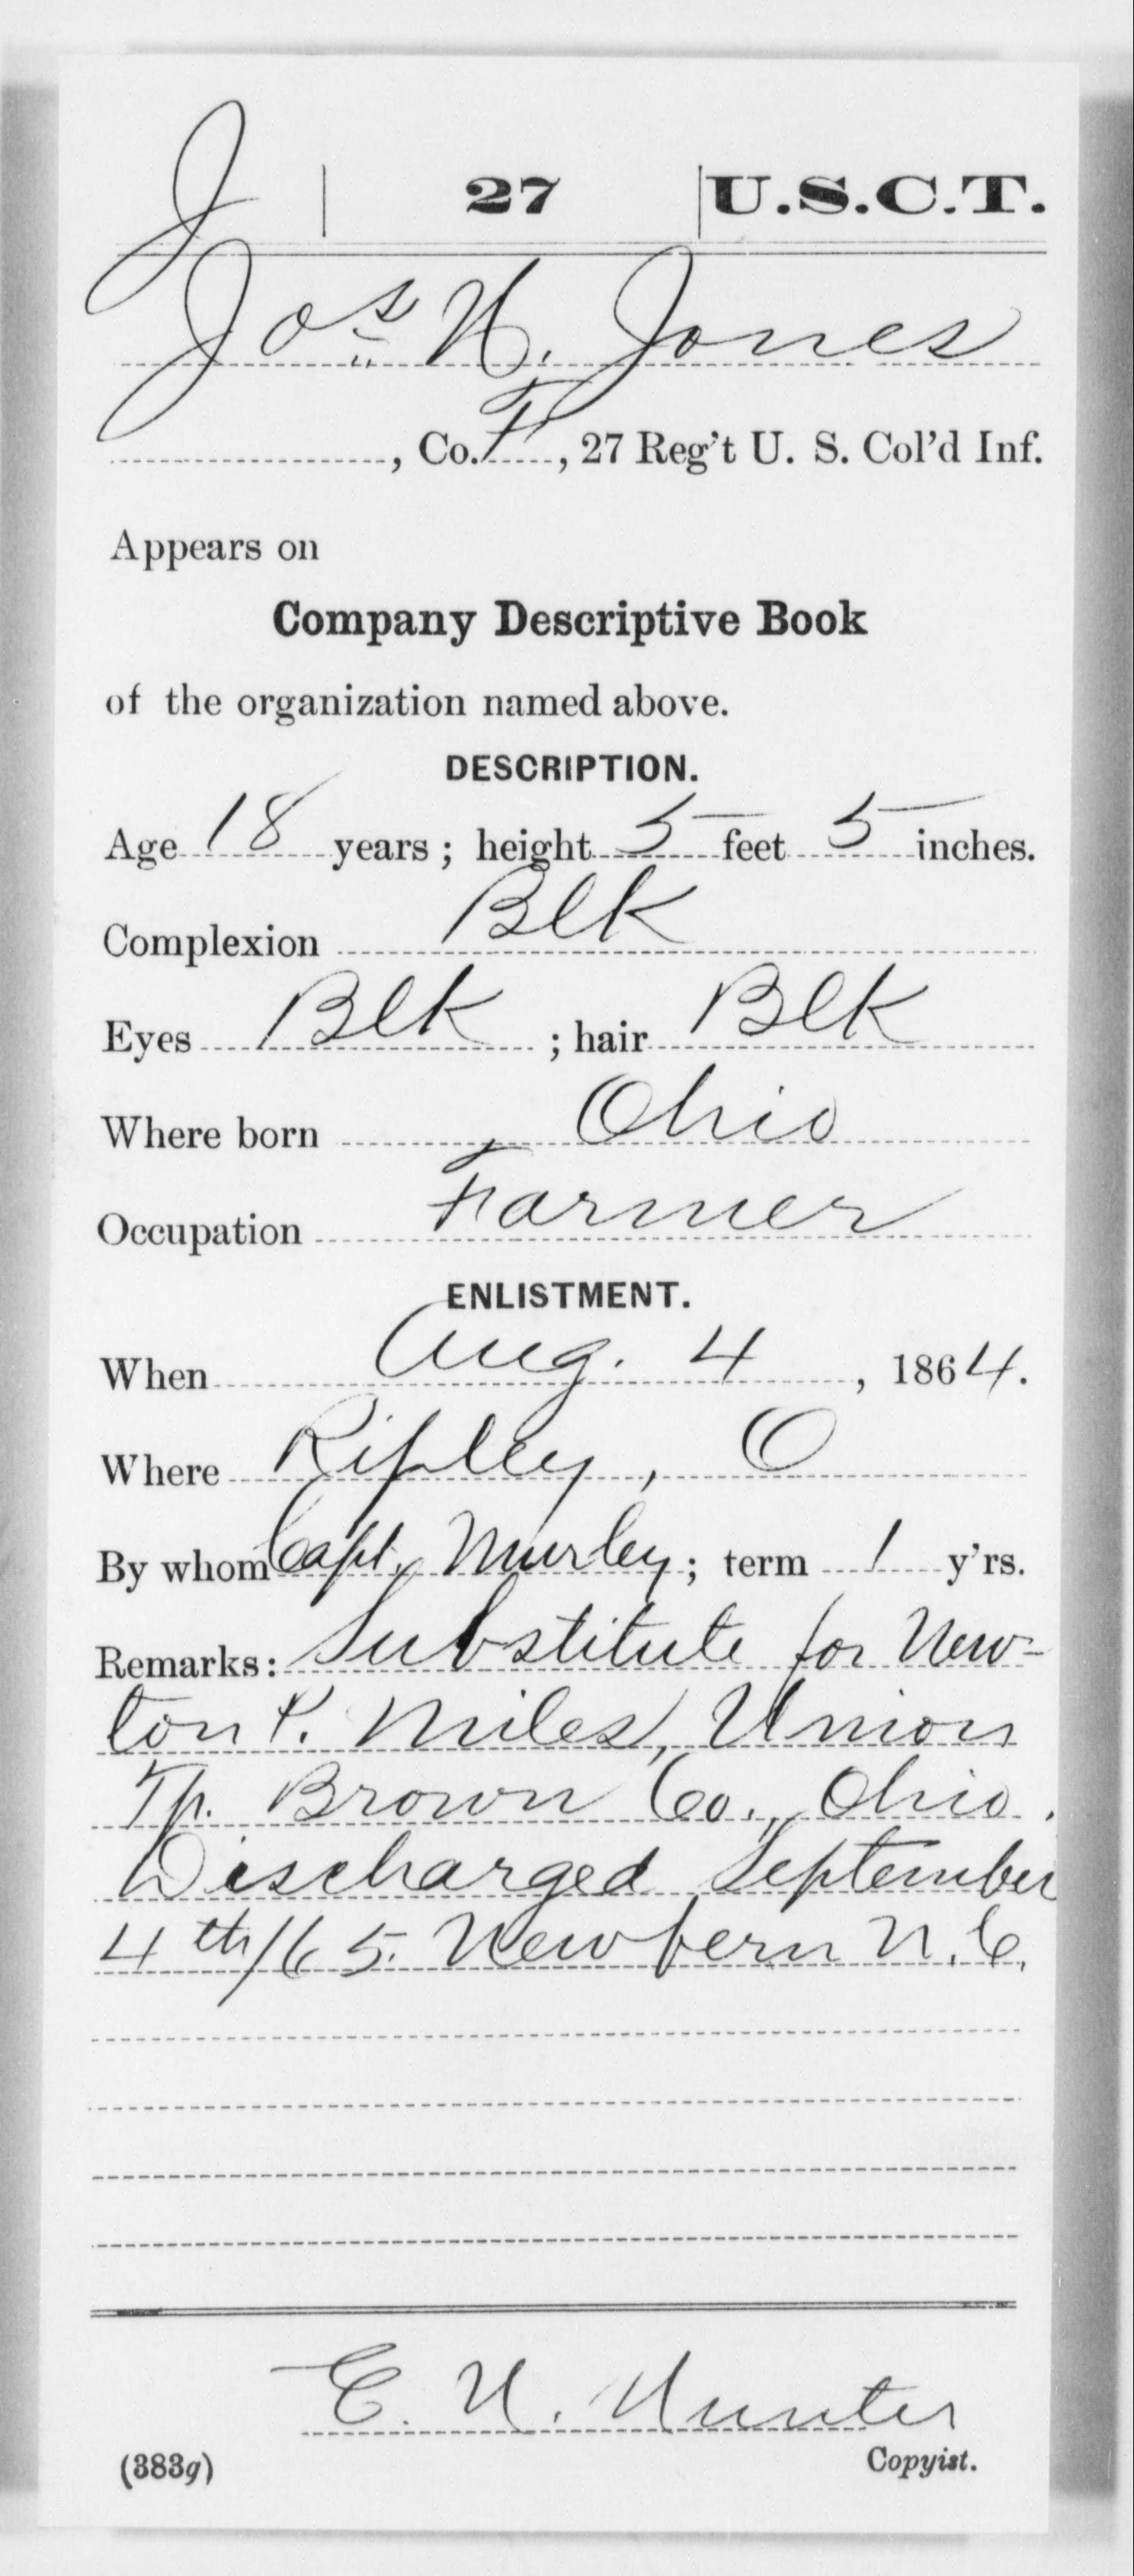 J | 27 | U.S.C.T.
Jos. H. Jones
, Co. F, 27 Reg't U. S. Col'd Inf.
Appears on
Company Descriptive Book
of the organization named above.
DESCRIPTION.
Age 18 years; height 5 feet 5 inches.
Complexion Blk
Eyes Blk; hair Blk
Where born , Ohio
Occupation Farmer
ENLISTMENT.
When Aug. 4, 1864.
Where Ripley, O
By whom Capt. Murley; term 1 y'rs.
Remarks: Substitute for New-
ton P. Miles, Union
Tp. Brown Co., Ohio.
Discharged September
4th/65. Newbern N.C.
Hunter
Copyist.
(383g)